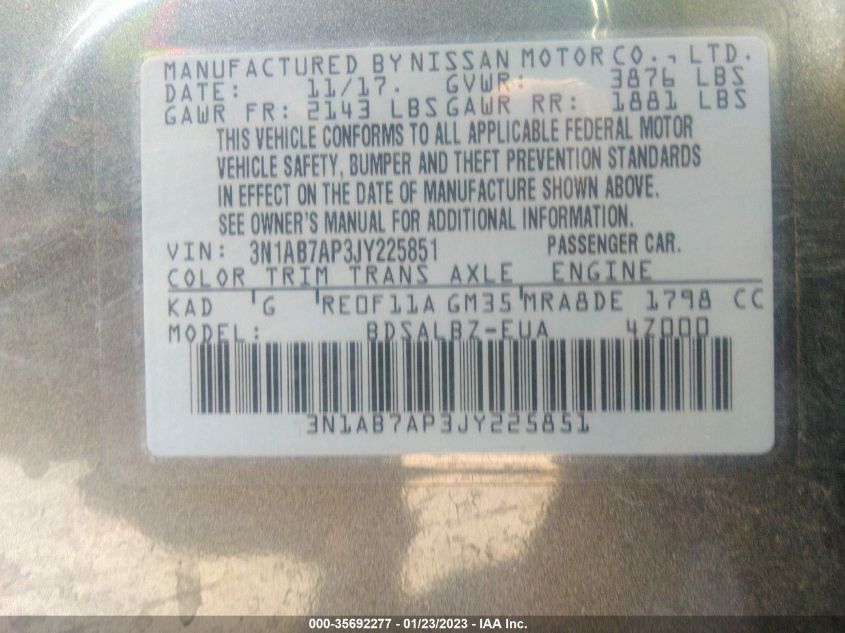 MANUFACTURED BY NISSAN MOTOR CO., LTD.
DATE: 11/17. GVWR: 3876 LBS
GAWR FR: 2143 LBS GAWR RR: 1881 LBS
THIS VEHICLE CONFORMS TO ALL APPLICABLE FEDERAL MOTOR
VEHICLE SAFETY, BUMPER AND THEFT PREVENTION STANDARDS
IN EFFECT ON THE DATE OF MANUFACTURE SHOWN ABOVE.
SEE OWNER'S MANUAL FOR ADDITIONAL INFORMATION.
VIN: 3N1AB7AP3JY225851 PASSENGER CAR.
COLOR TRIM TRANS AXLE ENGINE
KAD G RE0F11A GM35 MRA8DE 1798 CC
MODEL: BDSALBZ-EUA 4Z000
3N1AB7AP3JY225851
000-35692277 - 01/23/2023 - IAA Inc.